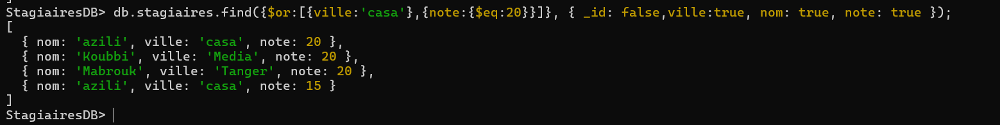 ]
StagiairesDB> db.stagiaires.find({$or:[{ville:'casa'},{note:{$eq:20}}]}, { _id: false,ville:true, nom: true, note: true });
[
  { nom: 'azili', ville: 'casa', note: 20 },
  { nom: 'Koubbi', ville: 'Media', note: 20 },
  { nom: 'Mabrouk', ville: 'Tanger', note: 20 },
  { nom: 'azili', ville: 'casa', note: 15 }
]
StagiairesDB>